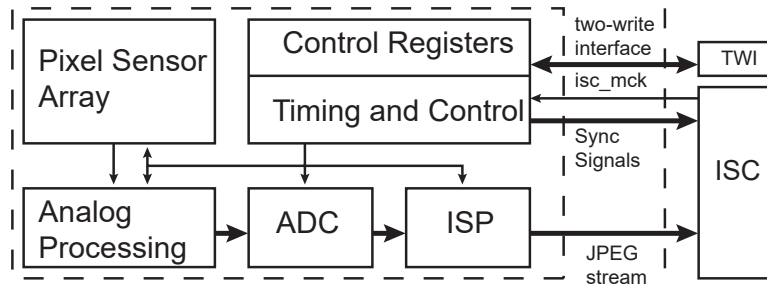 Pixel Sensor
Array
Control Registers
Timing and Control
two-write
interface
isc_mck
TWI
Sync
Signals
ISC
Analog
Processing
ADC
ISP
JPEG
stream